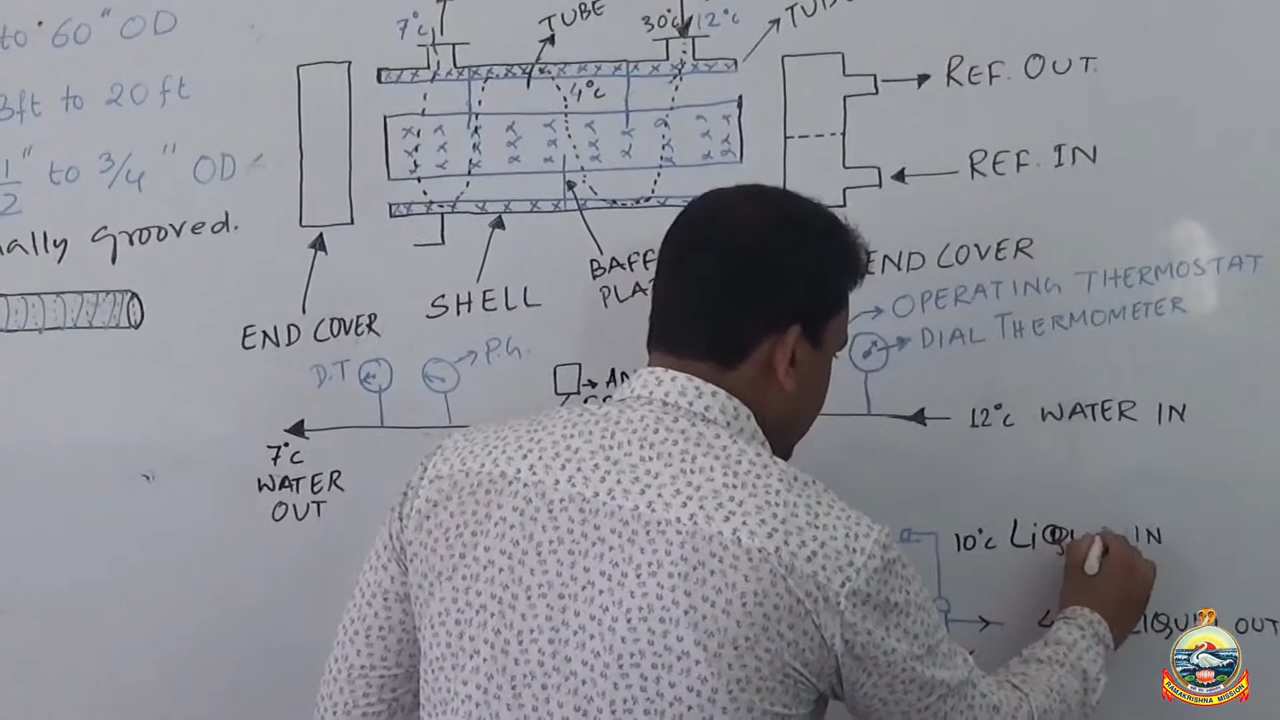 to 60" OD
3ft to 20ft
1/2" to 3/4" OD
grooved.
7°C
TUBE
30°C 12°C
4°C
REF. OUT
REF. IN
SHELL
END COVER
END COVER
OPERATING THERMOSTAT
DIAL THERMOMETER
D.T
P.G.
12°C WATER IN
7°C
WATER
OUT
10°C IN
OUT
RAMAKRISHNA MISSION